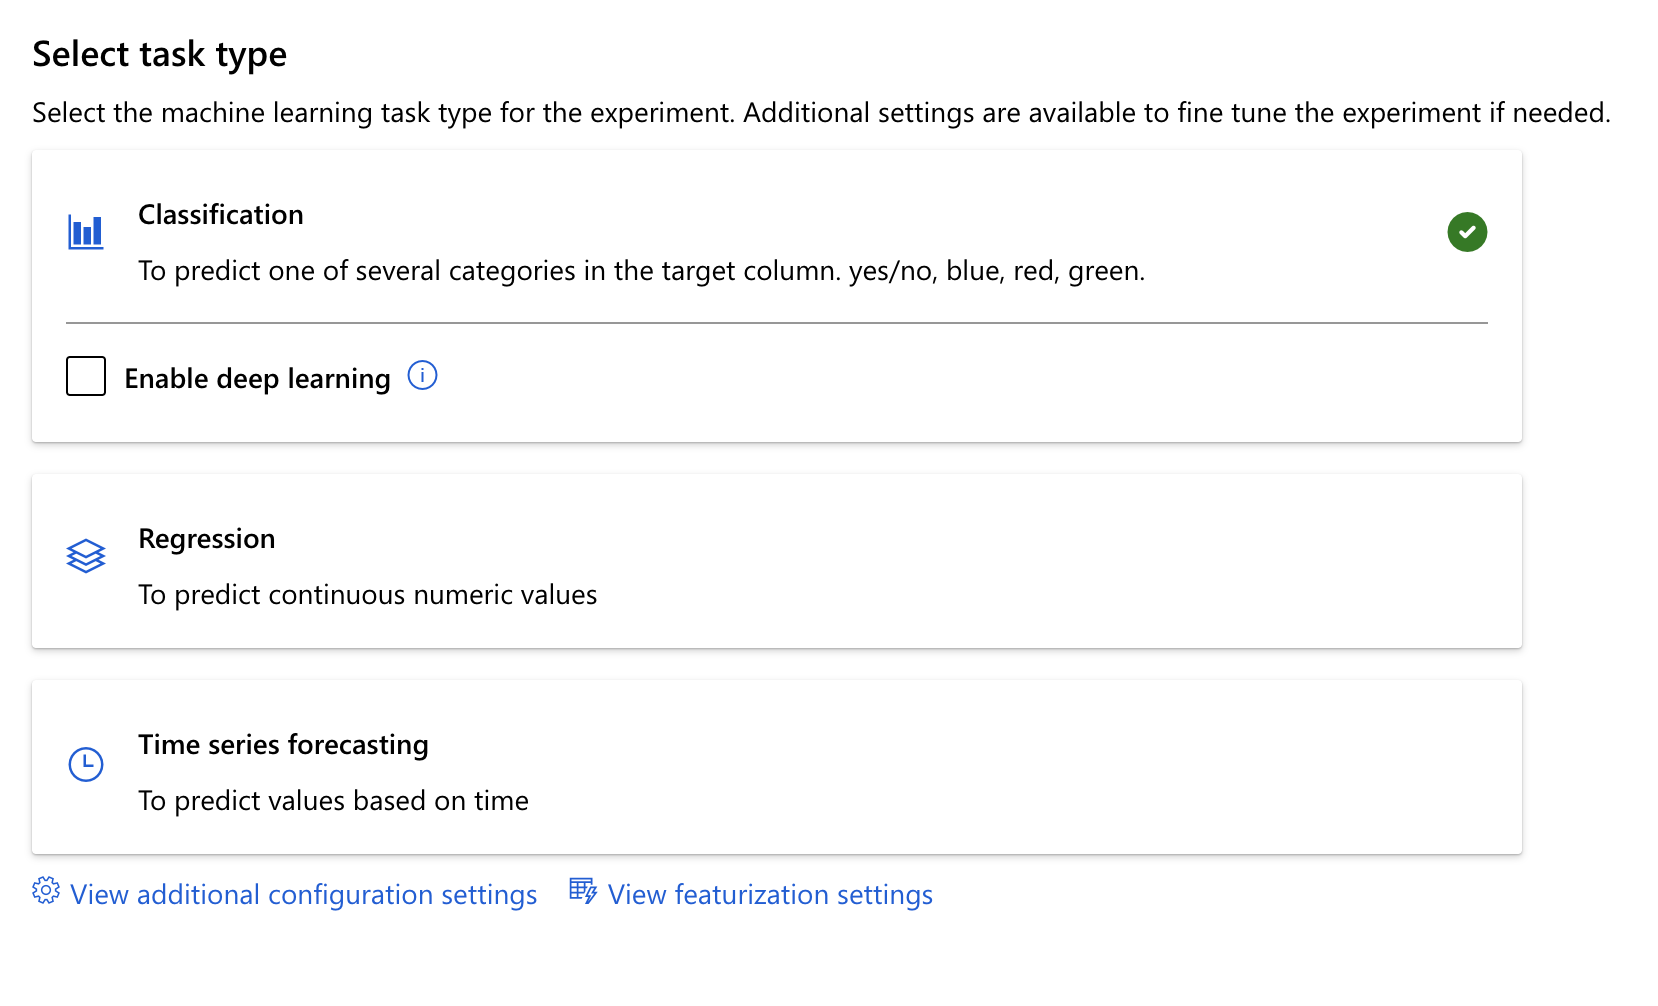 Select task type
Select the machine learning task type for the experiment. Additional settings are available to fine tune the experiment if needed.
Classification
To predict one of several categories in the target column. yes/no, blue, red, green.
Enable deep learning
Regression
To predict continuous numeric values
Time series forecasting
To predict values based on time
View additional configuration settings View featurization settings